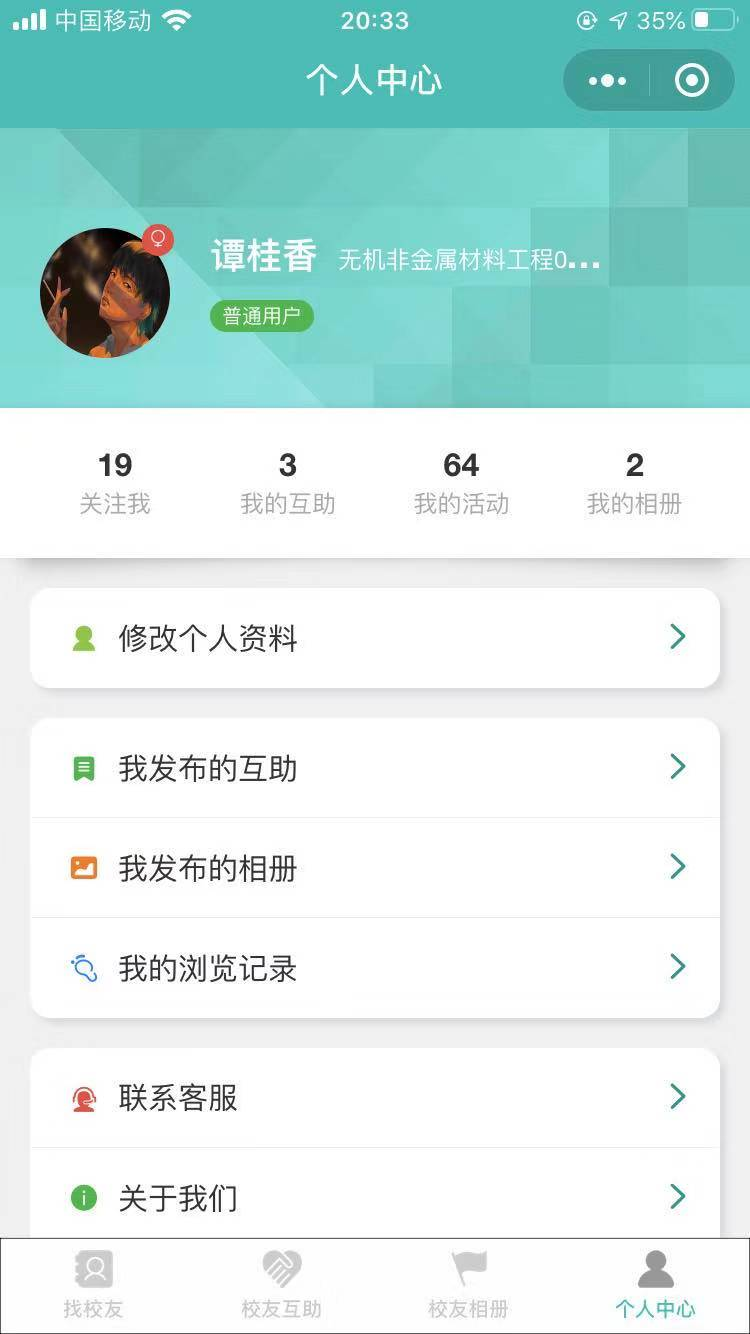 中国移动 20:33 35%
个人中心
谭桂香 无机非金属材料工程0...
普通用户
19 3 64 2
关注我 我的互助 我的活动 我的相册
修改个人资料
我发布的互助
我发布的相册
我的浏览记录
联系客服
关于我们
找校友 校友互助 校友相册 个人中心